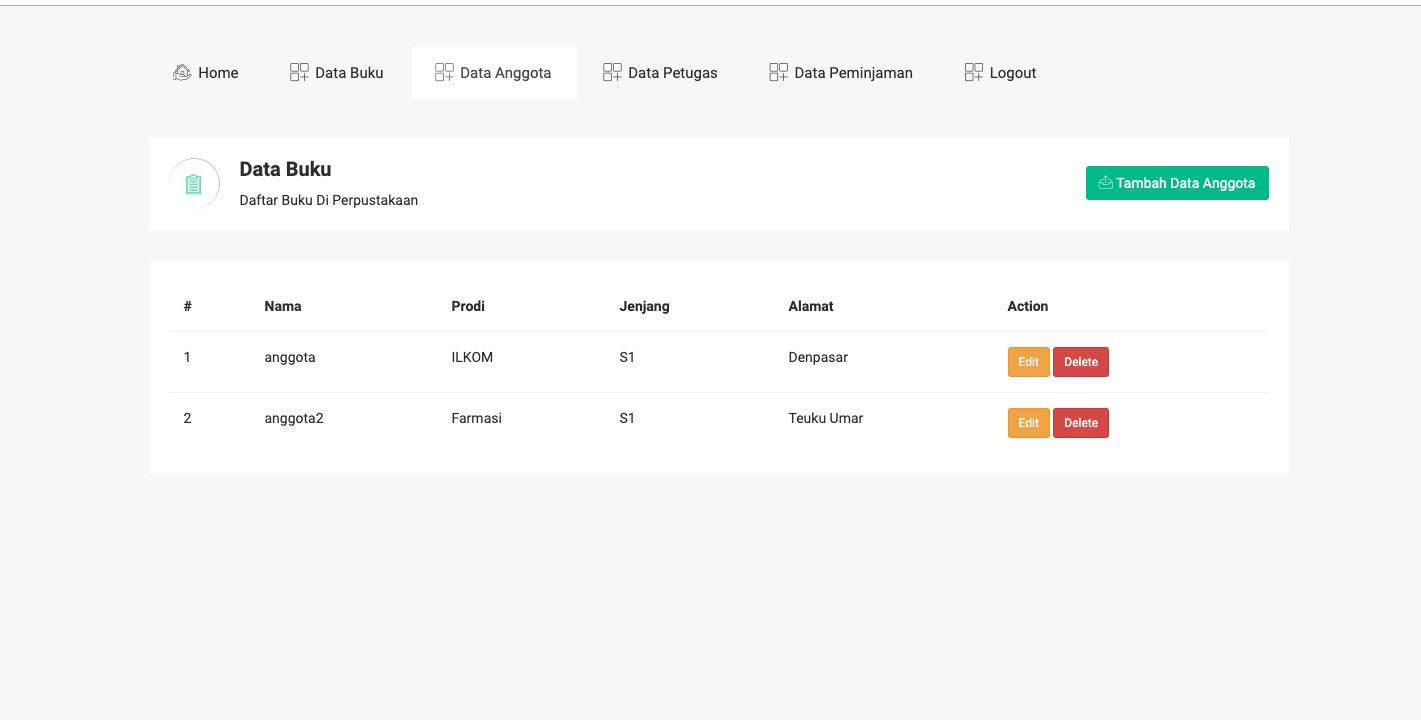 Home Data Buku Data Anggota Data Petugas Data Peminjaman Logout
Data Buku
Daftar Buku Di Perpustakaan
Tambah Data Anggota
# Nama Prodi Jenjang Alamat Action
1 anggota ILKOM S1 Denpasar Edit Delete
2 anggota2 Farmasi S1 Teuku Umar Edit Delete